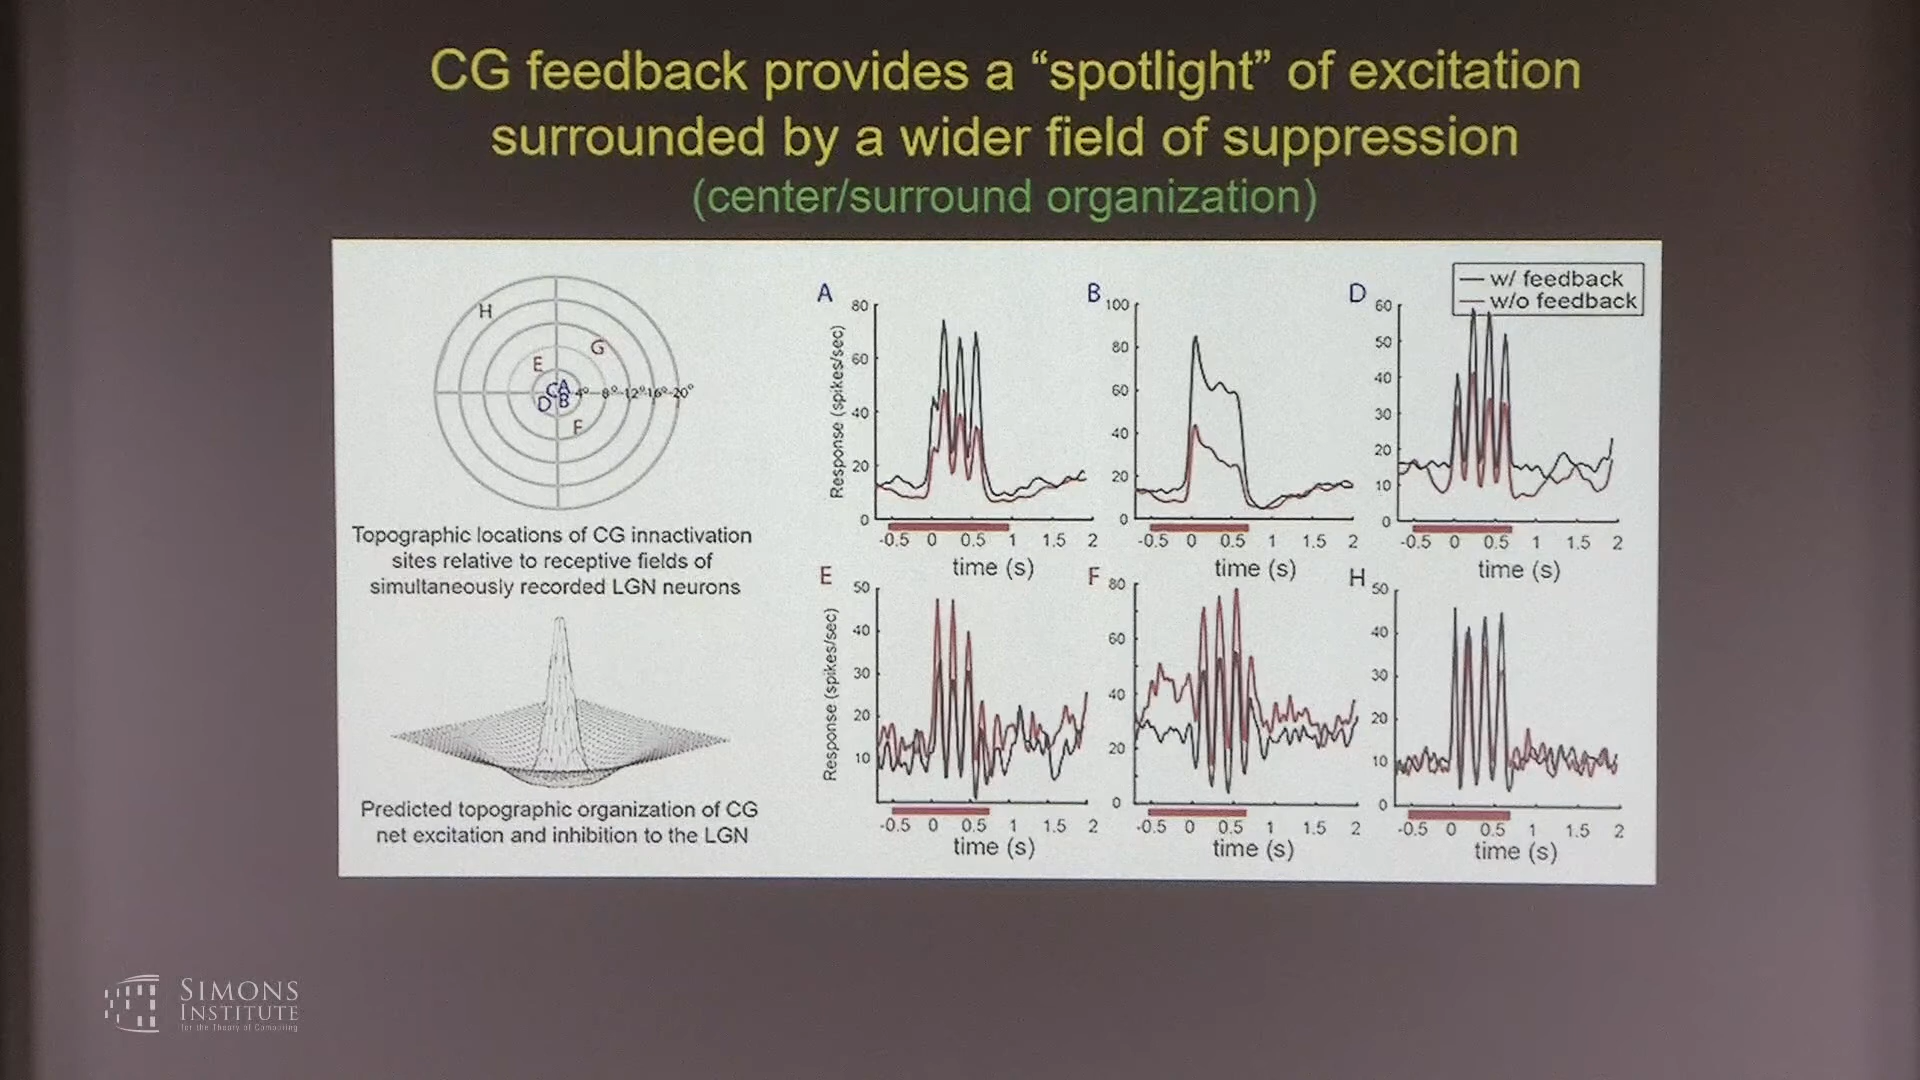 CG feedback provides a “spotlight” of excitation
surrounded by a wider field of suppression
(center/surround organization)
H
G
E
C A
D B
F
4° 8° 12° 16° 20°
Topographic locations of CG innactivation
sites relative to receptive fields of
simultaneously recorded LGN neurons
Predicted topographic organization of CG
net excitation and inhibition to the LGN
A
Response (spikes/sec)
80
60
40
20
0
-0.5 0 0.5 1 1.5 2
time (s)
B
100
80
60
40
20
0
-0.5 0 0.5 1 1.5 2
time (s)
D
w/ feedback
w/o feedback
60
50
40
30
20
10
0
-0.5 0 0.5 1 1.5 2
time (s)
E
Response (spikes/sec)
50
40
30
20
10
-0.5 0 0.5 1 1.5 2
time (s)
F
80
60
40
20
0
-0.5 0 0.5 1 1.5 2
time (s)
H
50
40
30
20
10
0
-0.5 0 0.5 1 1.5 2
time (s)
SIMONS
INSTITUTE
for the Theory of Computing